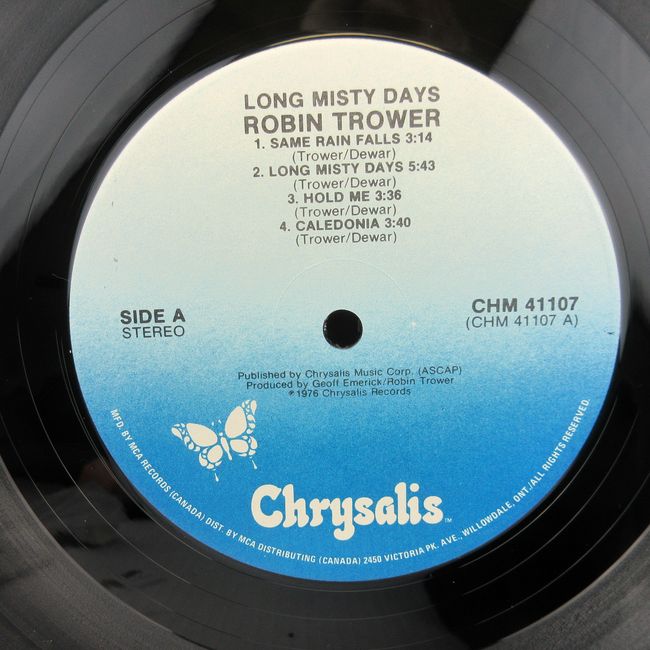 LONG MISTY DAYS
ROBIN TROWER
1. SAME RAIN FALLS 3:14
(Trower/Dewar)
2. LONG MISTY DAYS 5:43
(Trower/Dewar)
3. HOLD ME 3:36
(Trower/Dewar)
4. CALEDONIA 3:40
(Trower/Dewar)
SIDE A
STEREO
CHM 41107
(CHM 41107 A)
Published by Chrysalis Music Corp. (ASCAP)
Produced by Geoff Emerick/Robin Trower
℗1976 Chrysalis Records
Chrysalis™
MFD. BY MCA RECORDS (CANADA) DIST. BY MCA DISTRIBUTING (CANADA) 2450 VICTORIA PK. AVE., WILLOWDALE, ONT./ALL RIGHTS RESERVED.